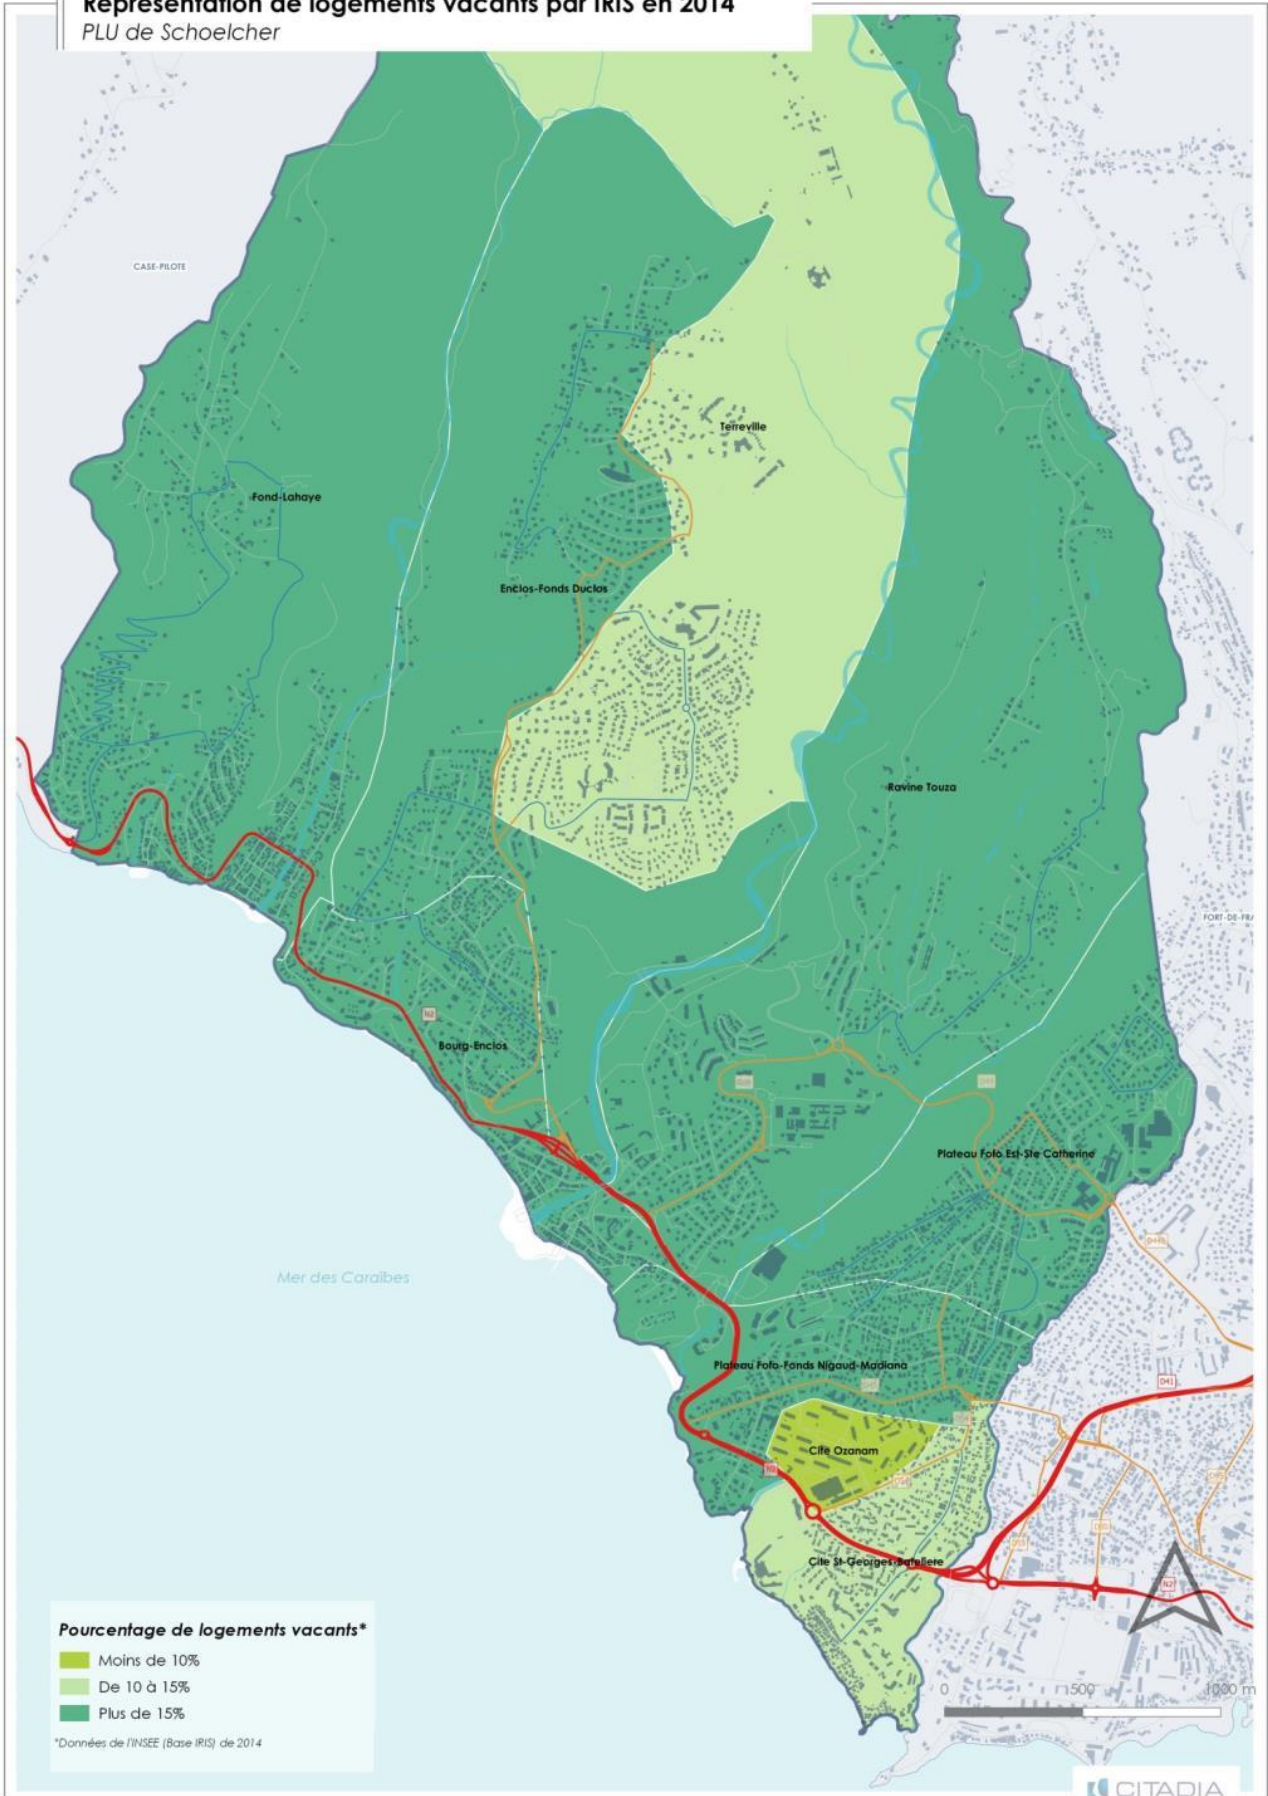 Représentation de logements vacants par IRIS en 2014
PLU de Schoelcher
CASE-PILOTE
Terreville
Fond-Lahaye
Enclos-Fonds Duclos
Ravine Touza
FORT-DE-FRA
N2
Bourg-Enclos
Plateau Fofo Est-Ste Catherine
Mer des Caraïbes
Plateau Fofo-Fonds Nigaud-Madiana
D41
Cité Ozanam
N2
Cité St-Georges-Batelière
N2
Pourcentage de logements vacants*
Moins de 10%
De 10 à 15%
Plus de 15%
*Données de l'INSEE (Base IRIS) de 2014
0 500 1000 m
CITADIA